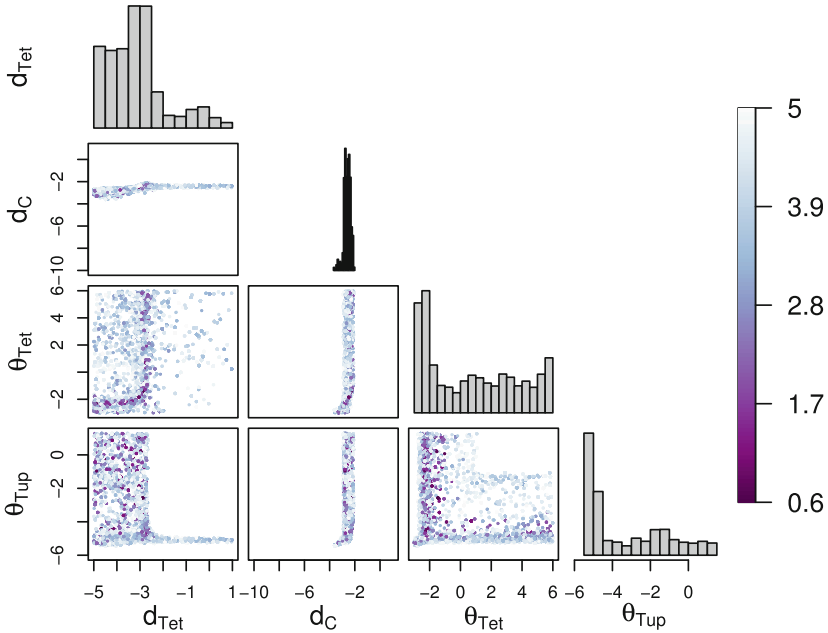 d_Tet
5
−2
−6
−10
d_C
3.9
6
4
2
−2
θ_Tet
2.8
1.7
0
−2
−6
θ_Tup
0.6
−5 −3 −1 1 −10 −6 −2 −2 0 2 4 6 −6 −4 −2 0
d_Tet d_C θ_Tet θ_Tup